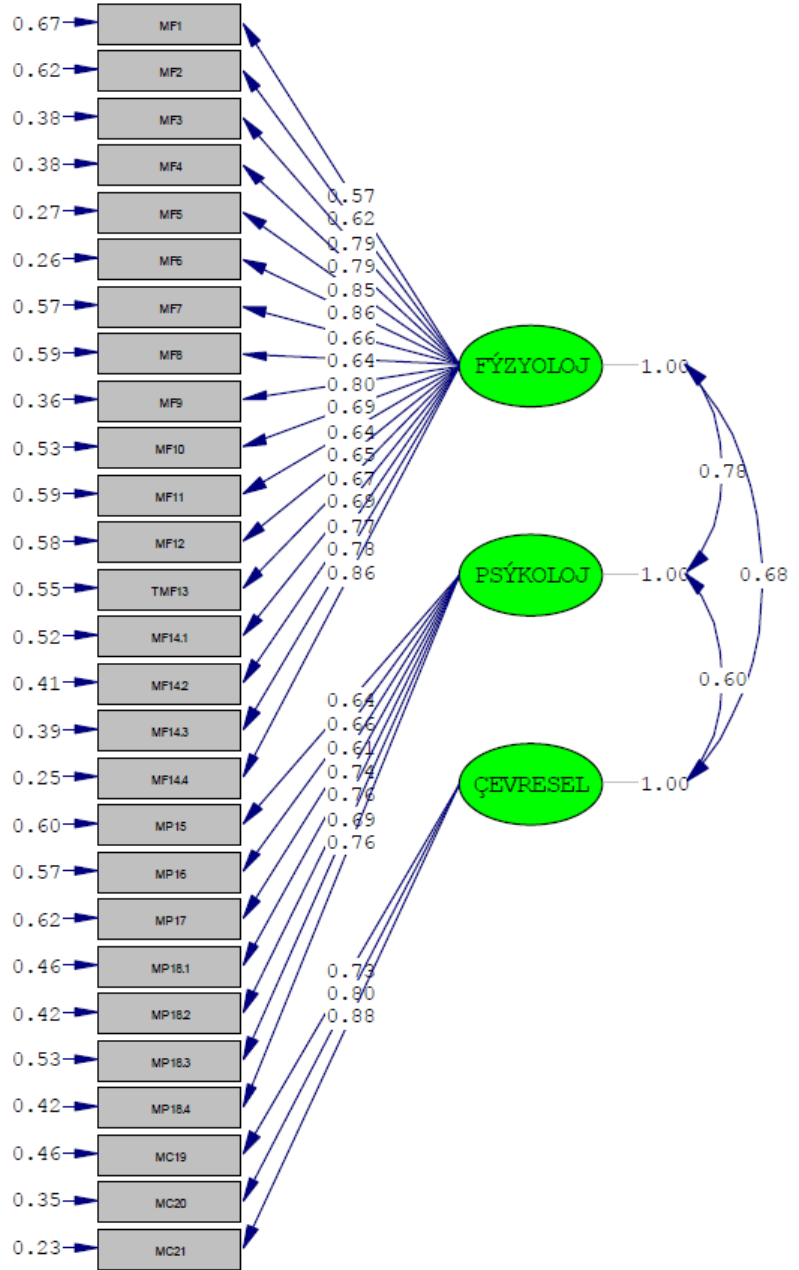 0.67 MF1
0.62 MF2
0.38 MF3
0.38 MF4
0.27 MF5
0.26 MF6
0.57 MF7
0.59 MF8
0.36 MF9
0.53 MF10
0.59 MF11
0.58 MF12
0.55 TMF13
0.52 MF14.1
0.41 MF14.2
0.39 MF14.3
0.25 MF14.4
0.60 MP15
0.57 MP16
0.62 MP17
0.46 MP18.1
0.42 MP18.2
0.53 MP18.3
0.42 MP18.4
0.46 MC19
0.35 MC20
0.23 MC21
0.57
0.62
0.79
0.79
0.85
0.86
0.66
0.64
0.80
0.69
0.64
0.65
0.67
0.69
0.77
0.78
0.86
0.64
0.66
0.61
0.74
0.76
0.69
0.76
0.73
0.80
0.88
FÝZYOLOJ 1.00
PSÝKOLOJ 1.00
ÇEVRESEL 1.00
0.78
0.68
0.60